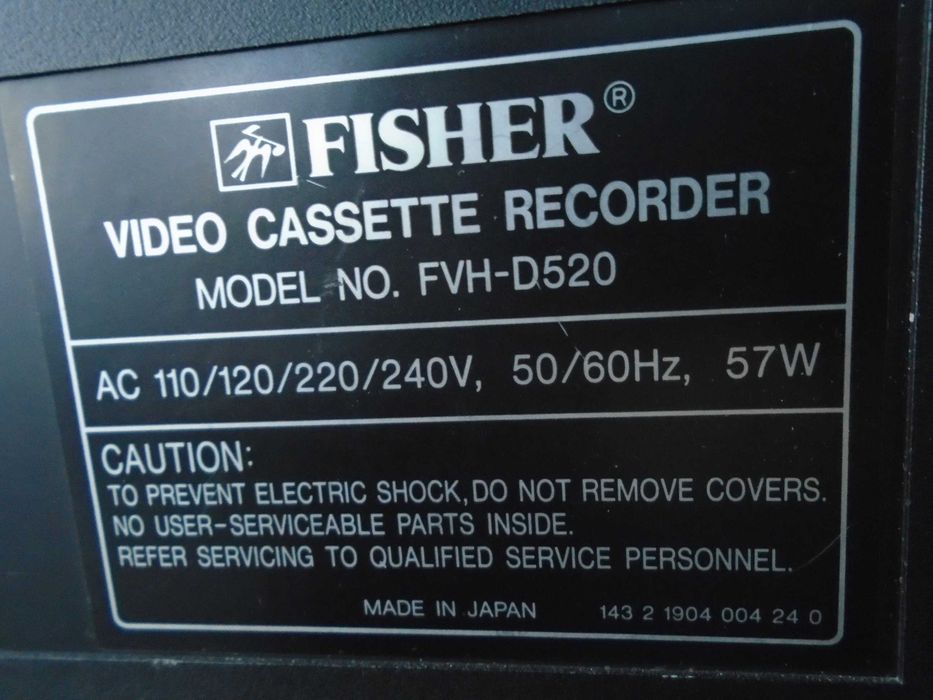 FISHER®
VIDEO CASSETTE RECORDER
MODEL NO. FVH-D520
AC 110/120/220/240V, 50/60Hz, 57W
CAUTION:
TO PREVENT ELECTRIC SHOCK, DO NOT REMOVE COVERS.
NO USER-SERVICEABLE PARTS INSIDE.
REFER SERVICING TO QUALIFIED SERVICE PERSONNEL.
MADE IN JAPAN 143 2 1904 004 24 0